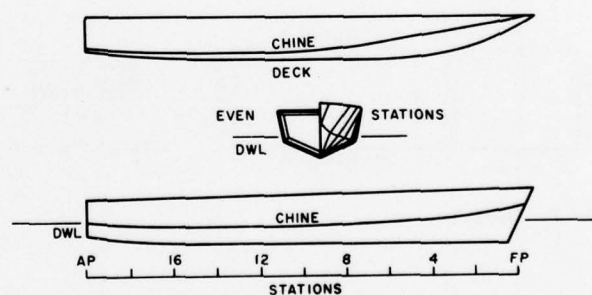 CHINE
DECK
EVEN STATIONS
DWL
CHINE
DWL
AP 16 12 8 4 FP
STATIONS